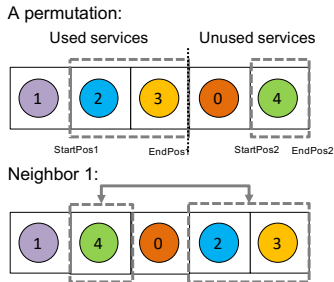 A permutation:
Used services Unused services
1 2 3 0 4
StartPos1 EndPos1 StartPos2 EndPos2
Neighbor 1:
1 4 0 2 3